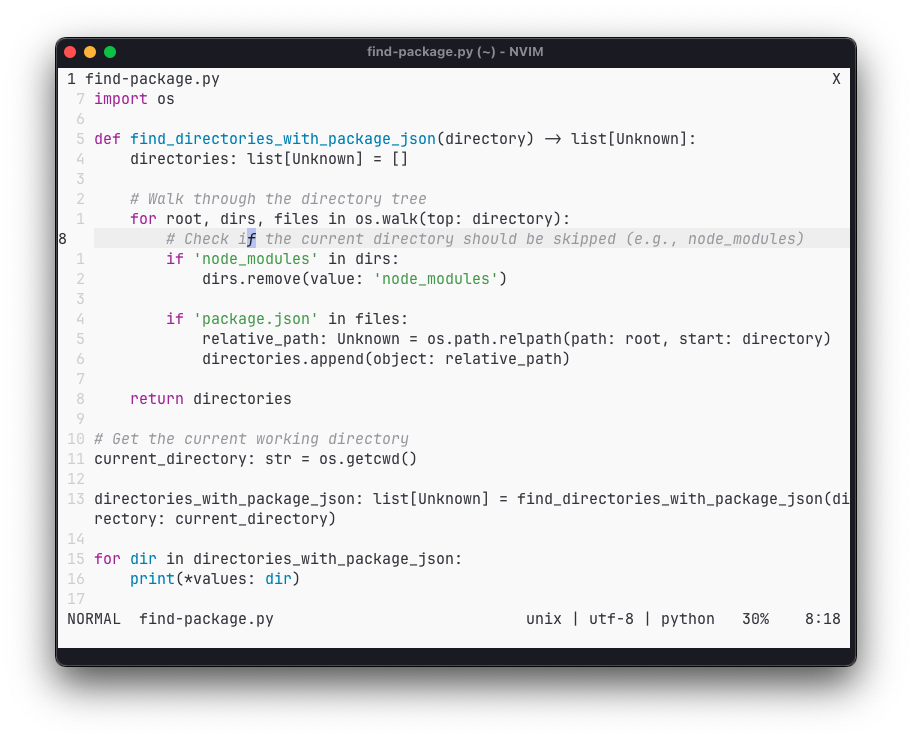 find-package.py (~) - NVIM
1 find-package.py X
7 import os
6
5 def find_directories_with_package_json(directory) -> list[Unknown]:
4     directories: list[Unknown] = []
3
2     # Walk through the directory tree
1     for root, dirs, files in os.walk(top: directory):
8         # Check if the current directory should be skipped (e.g., node_modules)
1         if 'node_modules' in dirs:
2             dirs.remove(value: 'node_modules')
3
4         if 'package.json' in files:
5             relative_path: Unknown = os.path.relpath(path: root, start: directory)
6             directories.append(object: relative_path)
7
8     return directories
9
10 # Get the current working directory
11 current_directory: str = os.getcwd()
12
13 directories_with_package_json: list[Unknown] = find_directories_with_package_json(di
rectory: current_directory)
14
15 for dir in directories_with_package_json:
16     print(*values: dir)
17
NORMAL  find-package.py unix | utf-8 | python 30% 8:18